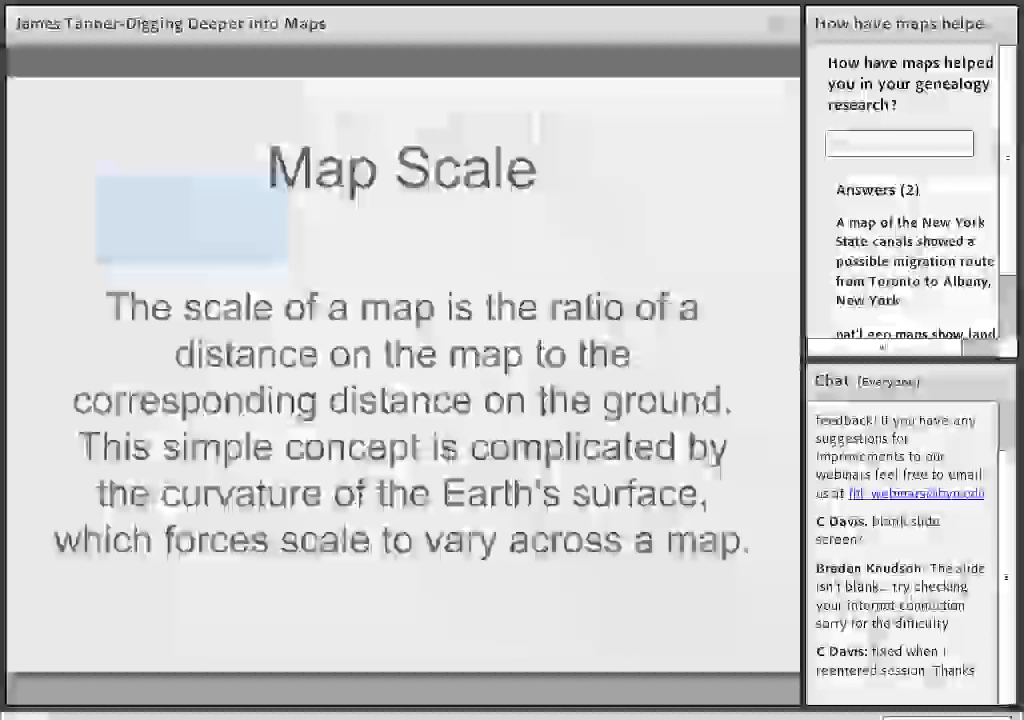 James Tanner-Digging Deeper into Maps
Map Scale
The scale of a map is the ratio of a
distance on the map to the
corresponding distance on the ground.
This simple concept is complicated by
the curvature of the Earth's surface,
which forces scale to vary across a map.
How have maps helpe
How have maps helped
you in your genealogy
research?
Answers (2)
A map of the New York
State canals showed a
possible migration route
from Toronto to Albany,
New York
nat'l geo maps show land
Chat (Everyone)
feedback! If you have any
suggestions for
improvements to our
webinars feel free to email
us at
C Davis: blank slide
screen?
Braden Knudson: The slide
isn't blank... try checking
your internet connection
sorry for the difficulty
C Davis: fixed when I
reentered session Thanks